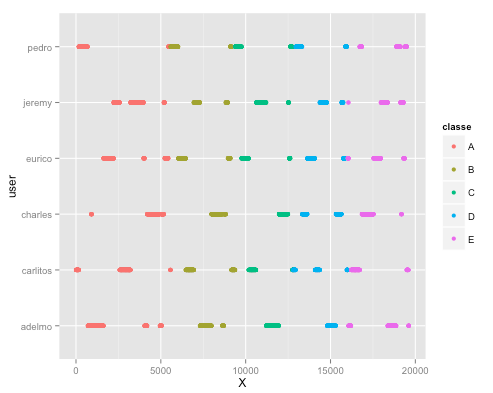 pedro
jeremy
eurico
charles
carlitos
adelmo
user
0 5000 10000 15000 20000
X
classe
A
B
C
D
E